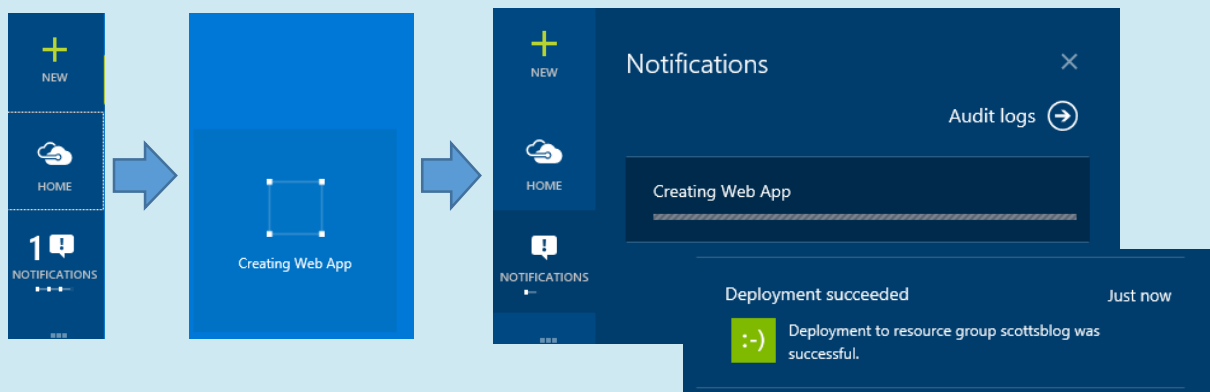 NEW
HOME
1
NOTIFICATIONS
Creating Web App
NEW
HOME
NOTIFICATIONS
Notifications
Audit logs
Creating Web App
Deployment succeeded
Just now
:-)
Deployment to resource group scottsblog was
successful.